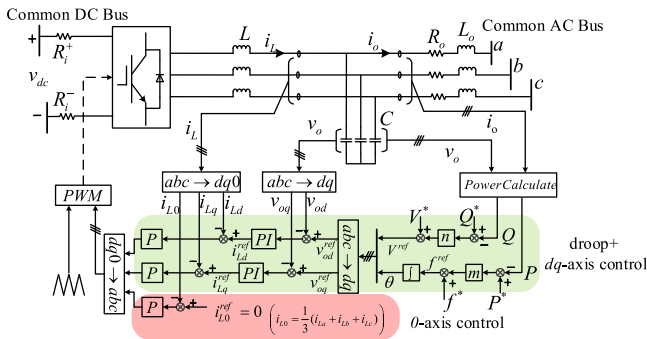 Common DC Bus
Common AC Bus
+
R_i^+
v_dc
R_i^-
-
L
i_L
i_o
R_o
L_o
a
b
c
i_L
v_o
C
v_o
i_o
PWM
abc → dq0
abc → dq
PowerCalculate
i_L0
i_Lq
i_Ld
v_oq
v_od
V^*
Q^*
Q
n
V^ref
P
PI
i_Ld^ref
v_od^ref
abc → dq
dq0 → abc
P
PI
i_Lq^ref
v_oq^ref
θ
∫
f^ref
m
P
f^*
P^*
droop+
dq-axis control
P
i_L0^ref = 0 (i_L0 = 1/3 (i_La + i_Lb + i_Lc))
0-axis control